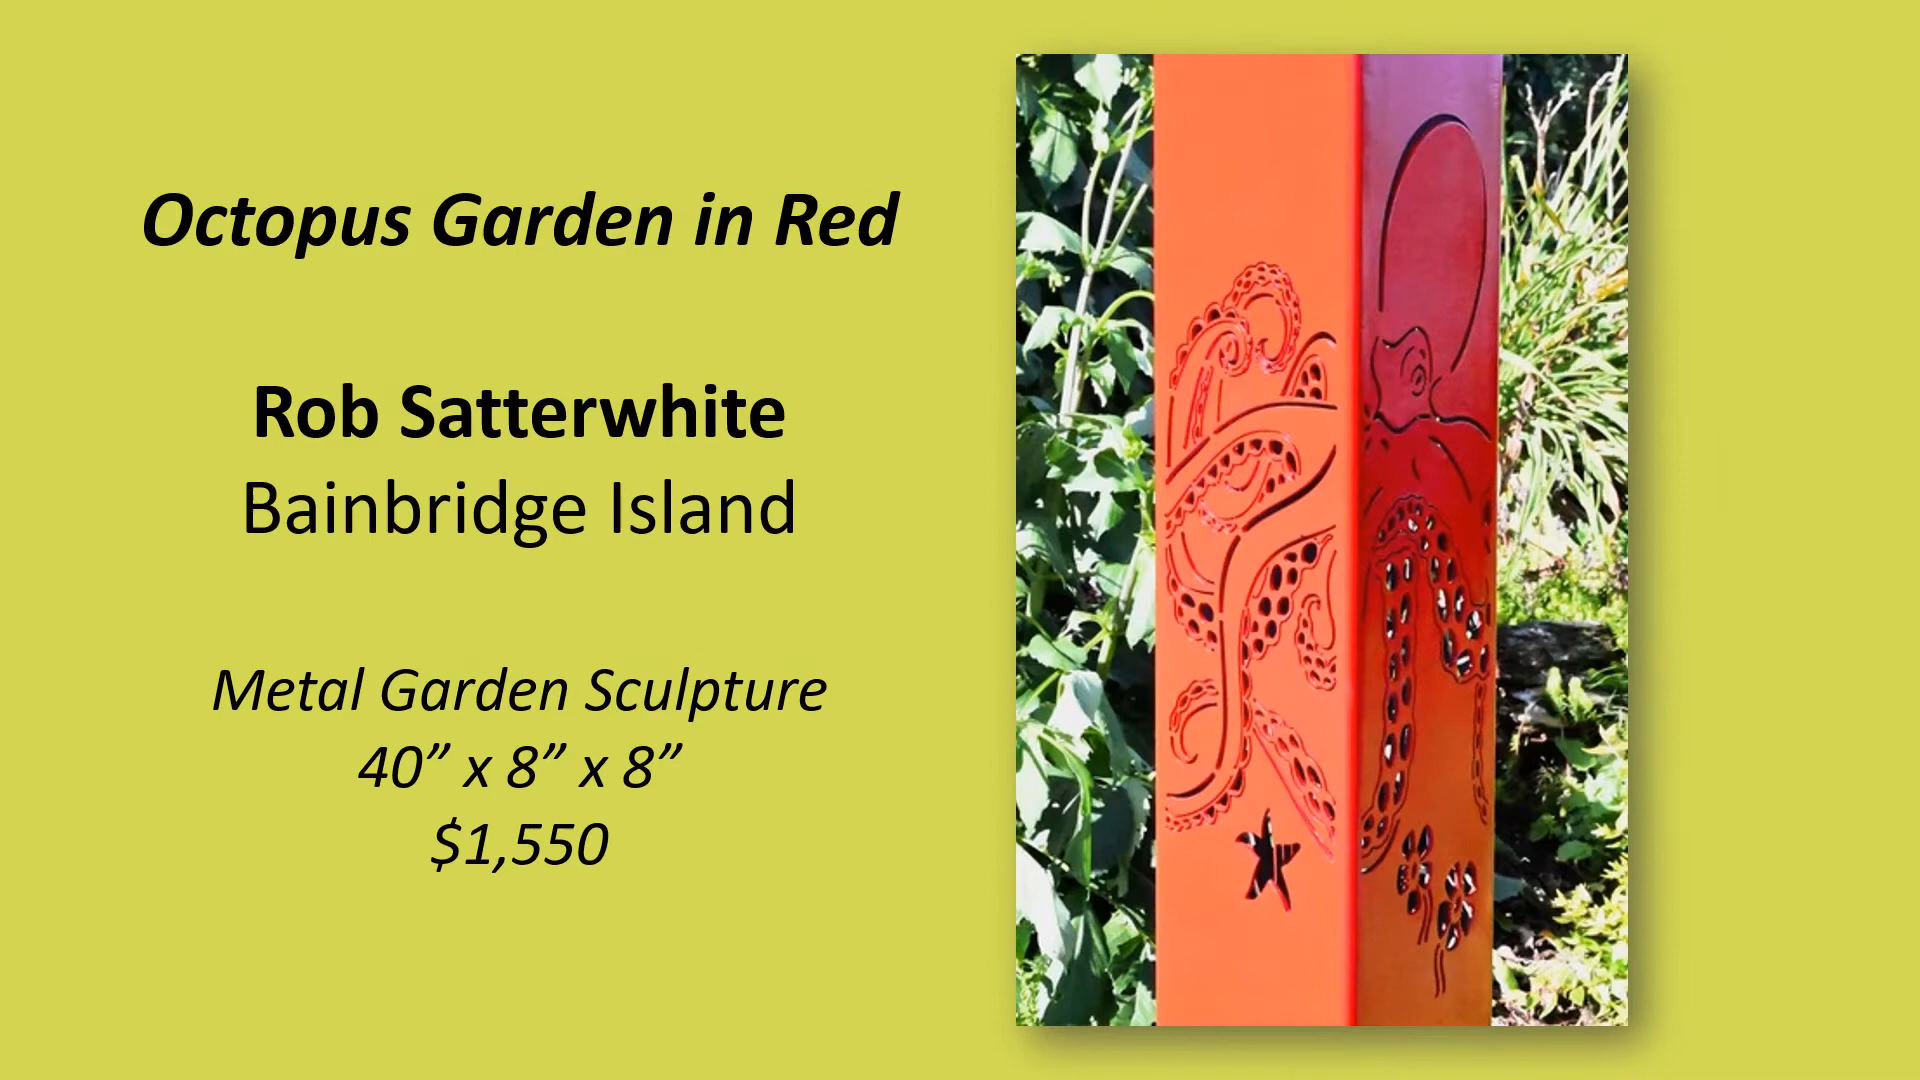 Octopus Garden in Red
Rob Satterwhite
Bainbridge Island
Metal Garden Sculpture
40” x 8” x 8”
$1,550